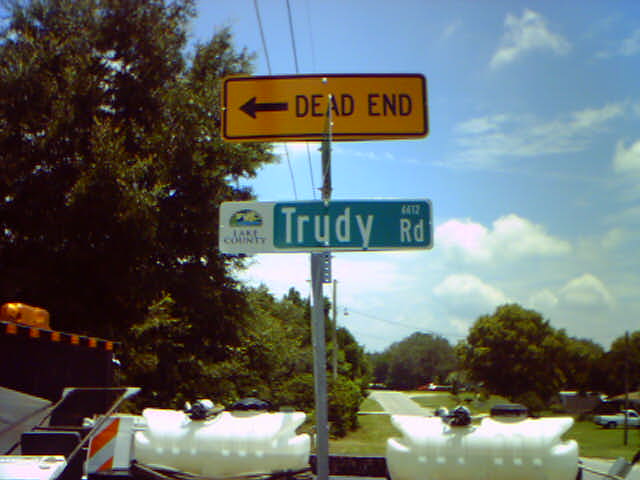 DEAD END
LAKE
COUNTY
Trudy Rd
4412